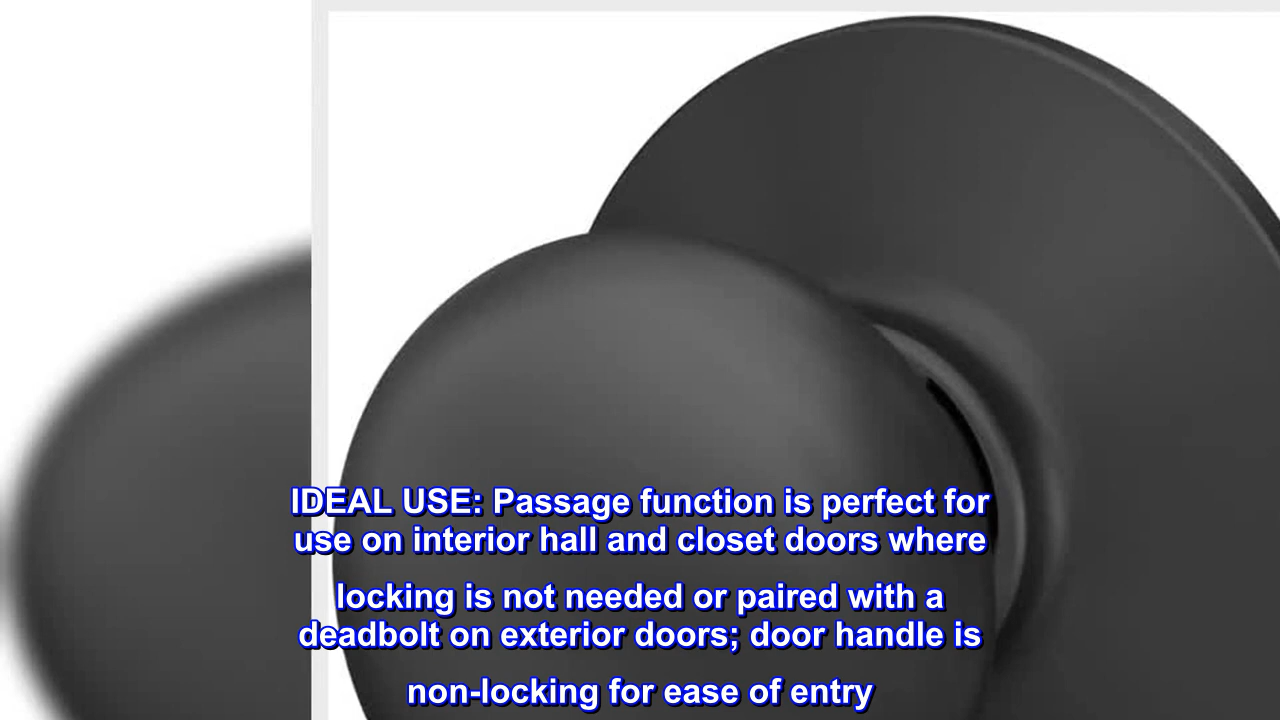 IDEAL USE: Passage function is perfect for
use on interior hall and closet doors where
locking is not needed or paired with a
deadbolt on exterior doors; door handle is
non-locking for ease of entry